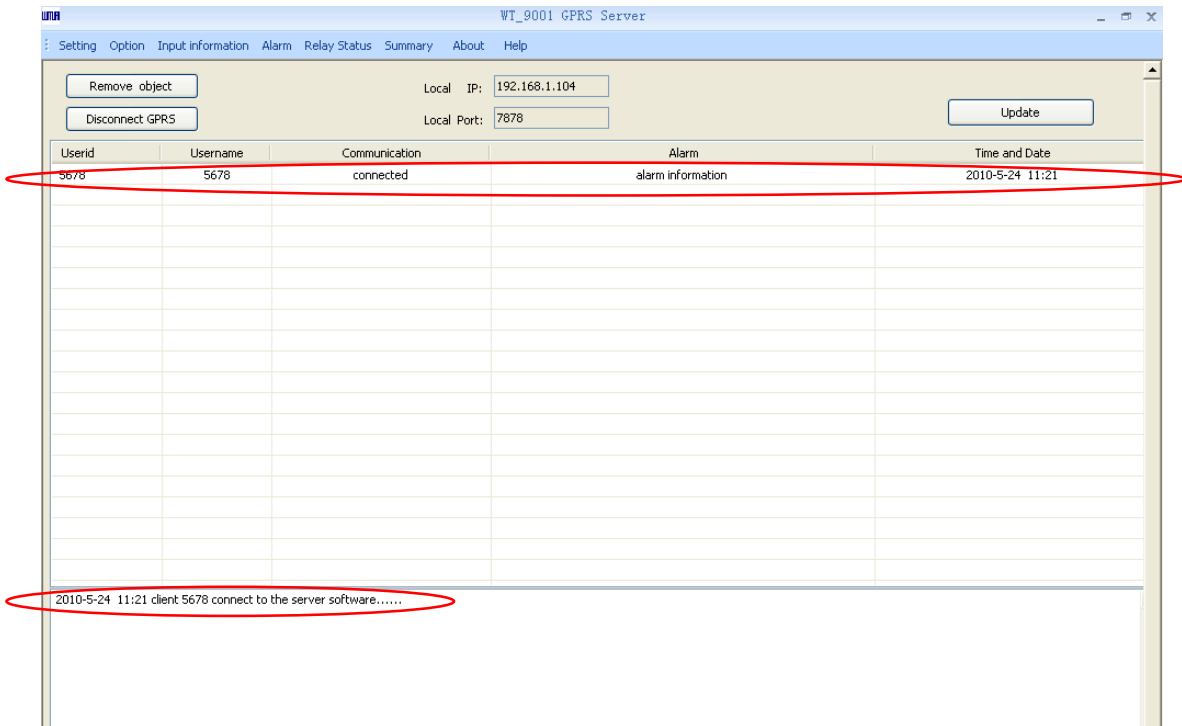 WT_9001 GPRS Server
Setting Option Input information Alarm Relay Status Summary About Help
Remove object
Local IP: 192.168.1.104
Disconnect GPRS
Local Port: 7878
Update
Userid Username Communication Alarm Time and Date
5678 5678 connected alarm information 2010-5-24 11:21
2010-5-24 11:21 client 5678 connect to the server software......